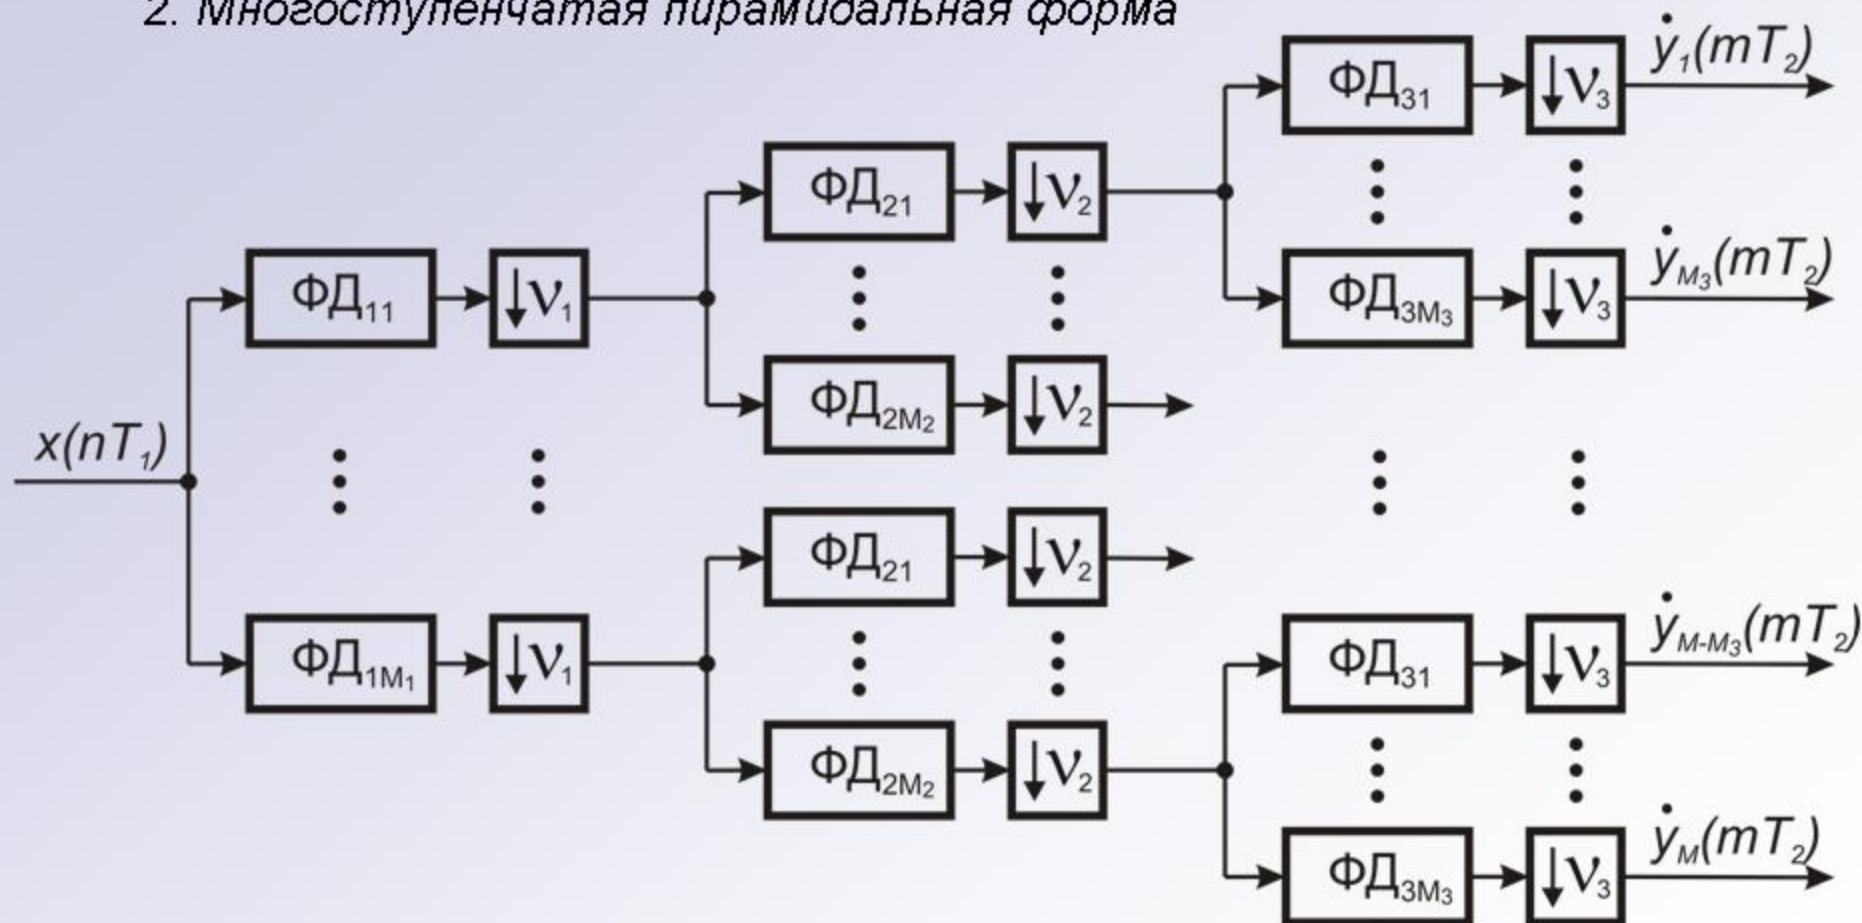 2. Многоступенчатая пирамидальная форма
ФД₃₁ ↓ν₃ ẏ₁(mT₂)
ФД₂₁ ↓ν₂
ФД₁₁ ↓ν₁ ФД₃M₃ ↓ν₃ ẏM₃(mT₂)
ФД₂M₂ ↓ν₂
x(nT₁)
ФД₂₁ ↓ν₂
ФД₁M₁ ↓ν₁ ФД₃₁ ↓ν₃ ẏM-M₃(mT₂)
ФД₂M₂ ↓ν₂
ФД₃M₃ ↓ν₃ ẏM(mT₂)